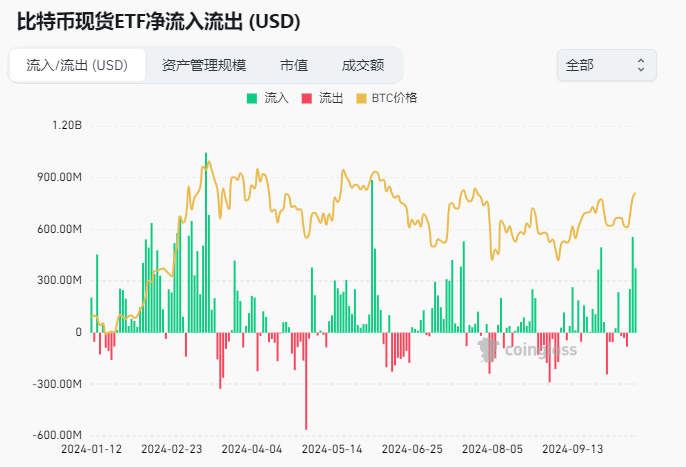 比特币现货ETF净流入流出 (USD)
流入/流出 (USD) 资产管理规模 市值 成交额 全部
流入 流出 BTC价格
1.20B
900.00M
600.00M
300.00M
0
-300.00M
-600.00M
coinglass
2024-01-12 2024-02-23 2024-04-04 2024-05-14 2024-06-25 2024-08-05 2024-09-13